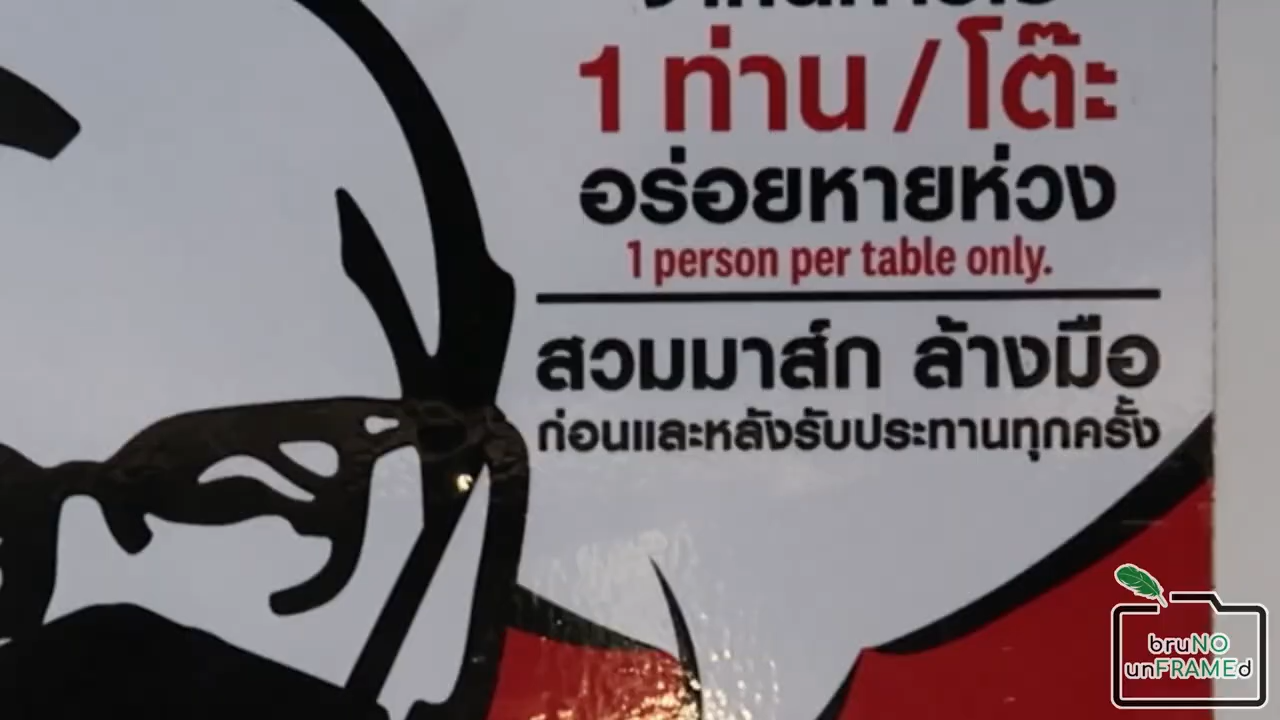 1 ท่าน / โต๊ะ
อร่อยหายห่วง
1 person per table only.
สวมมาส์ก ล้างมือ
ก่อนและหลังรับประทานทุกครั้ง
bruNO
unFRAMEd